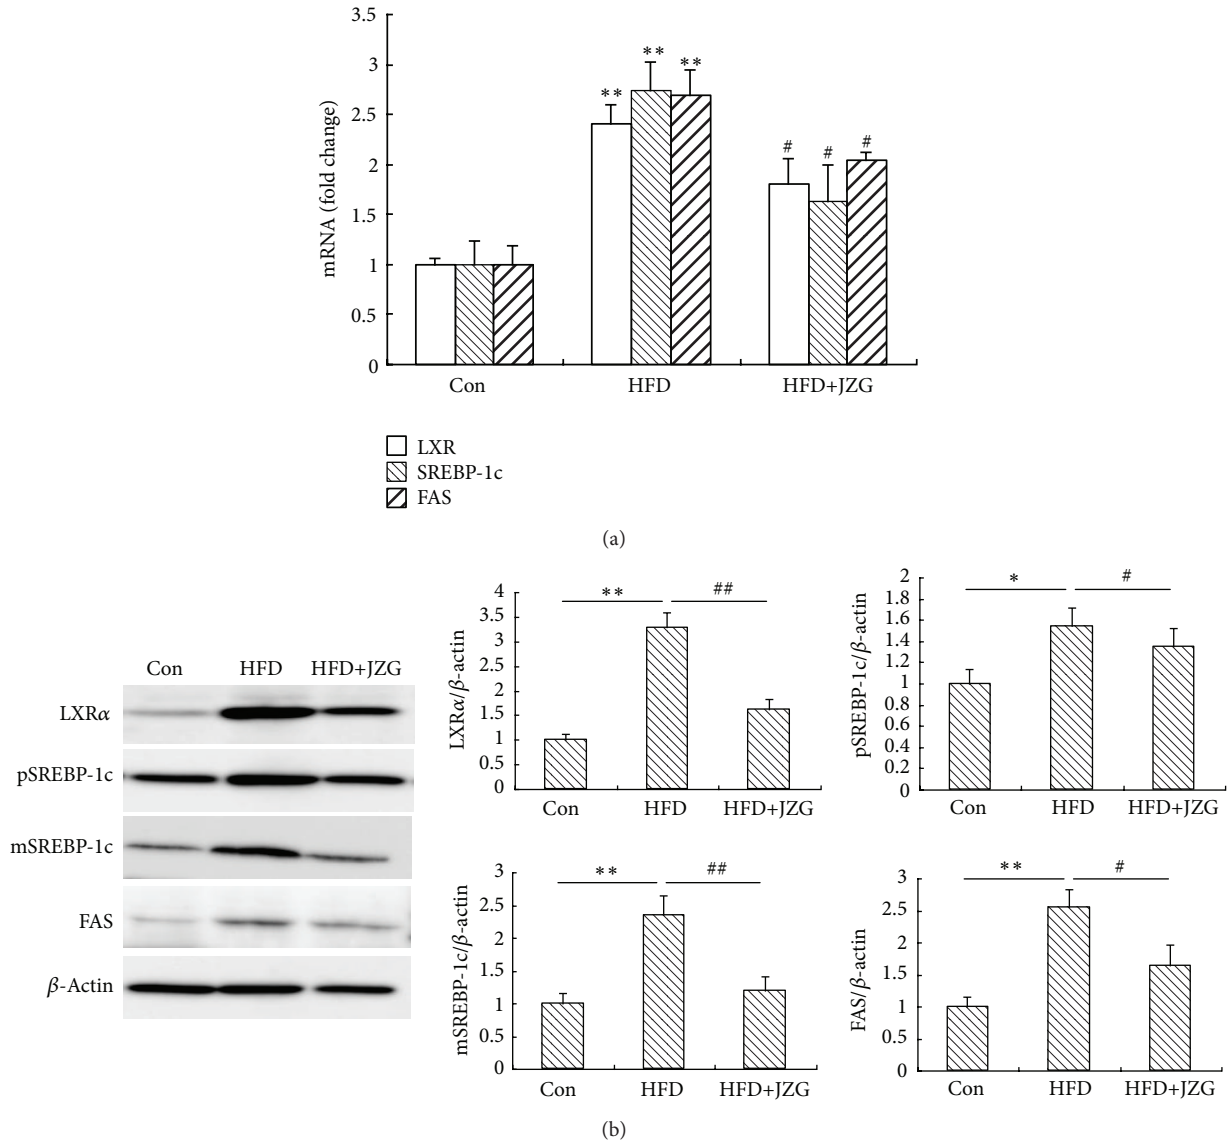 3.5
3
2.5
2
1.5
1
0.5
0
mRNA (fold change)
**
**
**
#
#
#
Con
HFD
HFD+JZG
LXR
SREBP-1c
FAS
(a)
Con
HFD
HFD+JZG
LXRα
pSREBP-1c
mSREBP-1c
FAS
β-Actin
LXRα/β-actin
4
3.5
3
2.5
2
1.5
1
0.5
0
**
##
Con
HFD
HFD+JZG
pSREBP-1c/β-actin
2
1.8
1.6
1.4
1.2
1
0.8
0.6
0.4
0.2
0
*
#
Con
HFD
HFD+JZG
mSREBP-1c/β-actin
3
2.5
2
1.5
1
0.5
0
**
##
Con
HFD
HFD+JZG
FAS/β-actin
3
2.5
2
1.5
1
0.5
0
**
#
Con
HFD
HFD+JZG
(b)